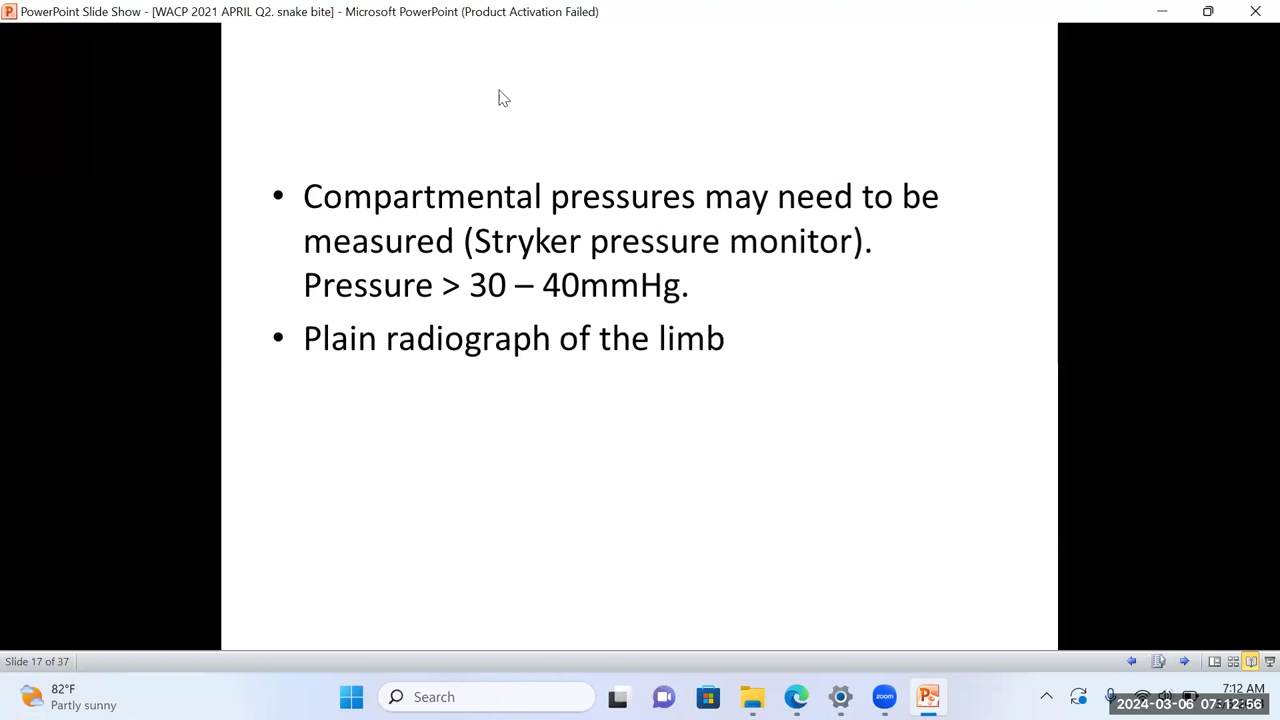 PowerPoint Slide Show - [WACP 2021 APRIL Q2. snake bite] - Microsoft PowerPoint (Product Activation Failed)
• Compartmental pressures may need to be
measured (Stryker pressure monitor).
Pressure > 30 – 40mmHg.
• Plain radiograph of the limb
Slide 17 of 37
82°F
Partly sunny
Search
zoom
7:12 AM
2024-03-06 07:12:56